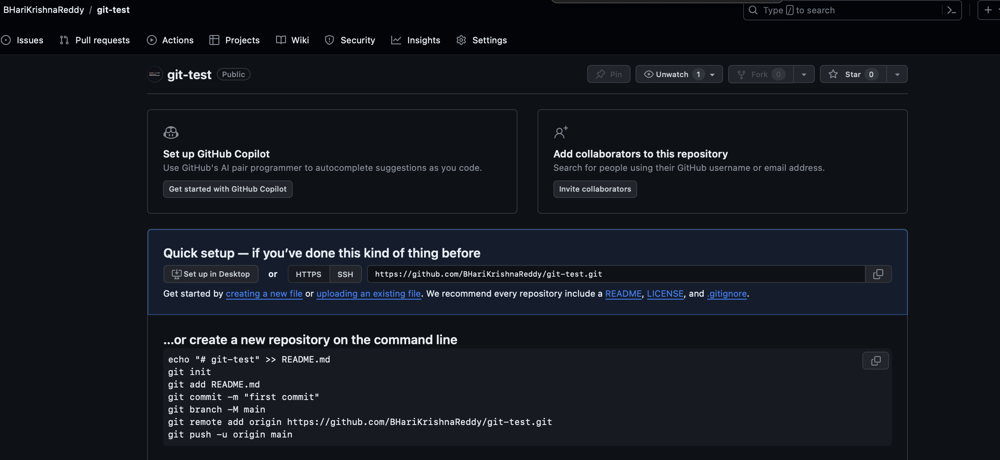 BHariKrishnaReddy / git-test
Type / to search
Issues Pull requests Actions Projects Wiki Security Insights Settings
git-test Public
Pin Unwatch 1 Fork 0 Star 0
Set up GitHub Copilot
Use GitHub's AI pair programmer to autocomplete suggestions as you code.
Get started with GitHub Copilot
Add collaborators to this repository
Search for people using their GitHub username or email address.
Invite collaborators
Quick setup — if you’ve done this kind of thing before
Set up in Desktop or HTTPS SSH https://github.com/BHariKrishnaReddy/git-test.git
Get started by creating a new file or uploading an existing file. We recommend every repository include a README, LICENSE, and .gitignore.
…or create a new repository on the command line
echo "# git-test" >> README.md
git init
git add README.md
git commit -m "first commit"
git branch -M main
git remote add origin https://github.com/BHariKrishnaReddy/git-test.git
git push -u origin main